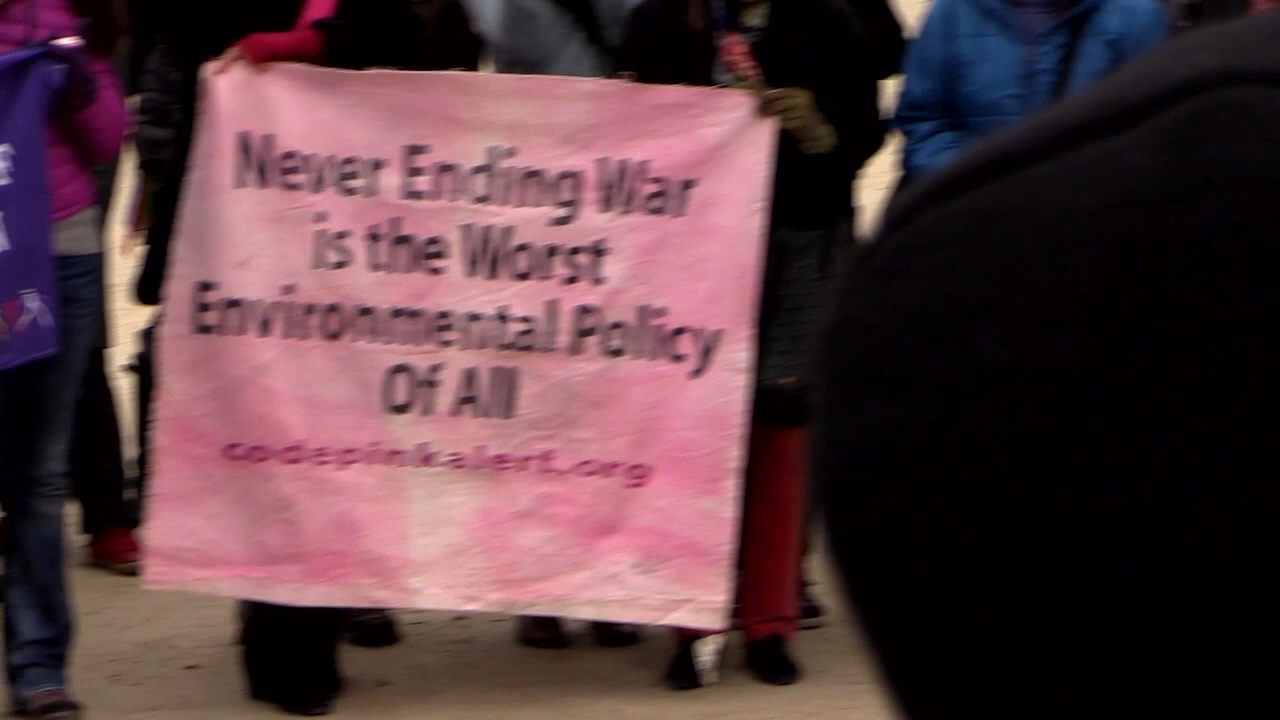 Never Ending War
is the Worst
Environmental Policy
Of All
codepinkalert.org